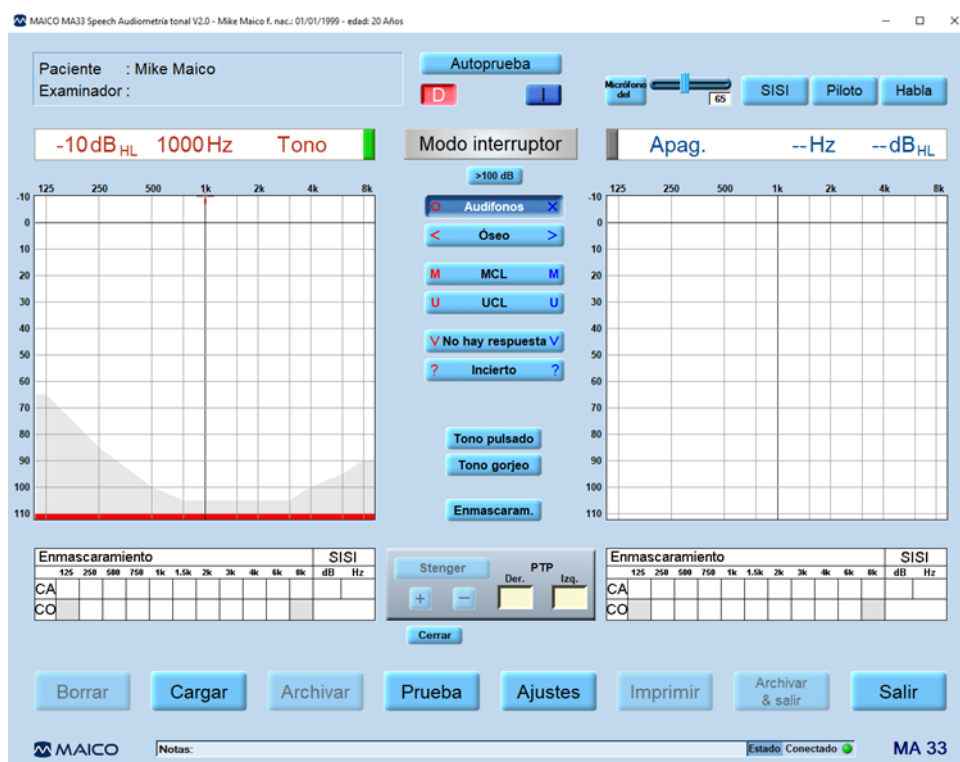 MAICO MA33 Speech Audiometría tonal V2.0 - Mike Maico f. nac.: 01/01/1999 - edad: 20 Años
Paciente : Mike Maico
Examinador :
Autoprueba
D I
Micrófono del
65
SISI Piloto Habla
-10 dB HL 1000 Hz Tono
Modo interruptor
Apag. --Hz --dB HL
>100 dB
125 250 500 1k 2k 4k 8k
-10
0
10
20
30
40
50
60
70
80
90
100
110
O Audífonos X
< Óseo >
M MCL M
U UCL U
V No hay respuesta V
? Incierto ?
Tono pulsado
Tono gorjeo
Enmascaram.
125 250 500 1k 2k 4k 8k
-10
0
10
20
30
40
50
60
70
80
90
100
110
Enmascaramiento SISI
125 250 500 750 1k 1.5k 2k 3k 4k 6k 8k dB Hz
CA
CO
Stenger PTP
Der. Izq.
+ −
Cerrar
Enmascaramiento SISI
125 250 500 750 1k 1.5k 2k 3k 4k 6k 8k dB Hz
CA
CO
Borrar Cargar Archivar Prueba Ajustes Imprimir Archivar & salir Salir
MAICO Notas: Estado Conectado MA 33